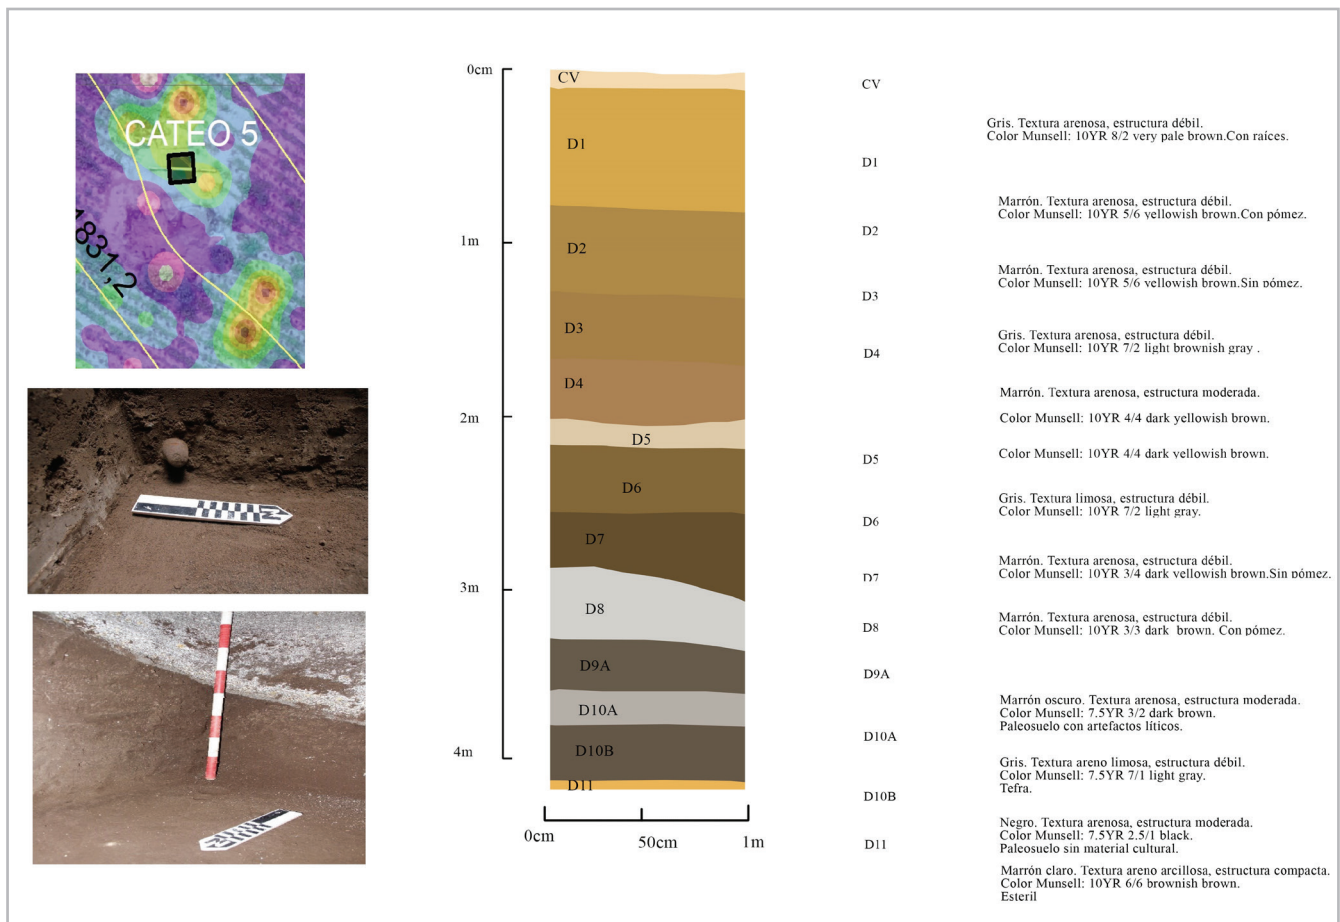 CATEO 5
1831,2
0cm
1m
2m
3m
4m
CV
D1
D2
D3
D4
D5
D6
D7
D8
D9A
D10A
D10B
D11
0cm
50cm
1m
CV
Gris. Textura arenosa, estructura débil.
Color Munsell: 10YR 8/2 very pale brown.Con raíces.
D1
Marrón. Textura arenosa, estructura débil.
Color Munsell: 10YR 5/6 yellowish brown.Con pómez.
D2
Marrón. Textura arenosa, estructura débil.
Color Munsell: 10YR 5/6 yellowish brown.Sin pómez.
D3
Gris. Textura arenosa, estructura débil.
Color Munsell: 10YR 7/2 light brownish gray .
D4
Marrón. Textura arenosa, estructura moderada.
Color Munsell: 10YR 4/4 dark yellowish brown.
Color Munsell: 10YR 4/4 dark yellowish brown.
D5
Gris. Textura limosa, estructura débil.
Color Munsell: 10YR 7/2 light gray.
D6
Marrón. Textura arenosa, estructura débil.
Color Munsell: 10YR 3/4 dark yellowish brown.Sin pómez.
D7
Marrón. Textura arenosa, estructura débil.
Color Munsell: 10YR 3/3 dark brown. Con pómez.
D8
D9A
Marrón oscuro. Textura arenosa, estructura moderada.
Color Munsell: 7.5YR 3/2 dark brown.
Paleosuelo con artefactos líticos.
D10A
Gris. Textura areno limosa, estructura débil.
Color Munsell: 7.5YR 7/1 light gray.
Tefra.
D10B
Negro. Textura arenosa, estructura moderada.
Color Munsell: 7.5YR 2.5/1 black.
Paleosuelo sin material cultural.
D11
Marrón claro. Textura areno arcillosa, estructura compacta.
Color Munsell: 10YR 6/6 brownish brown.
Esteril